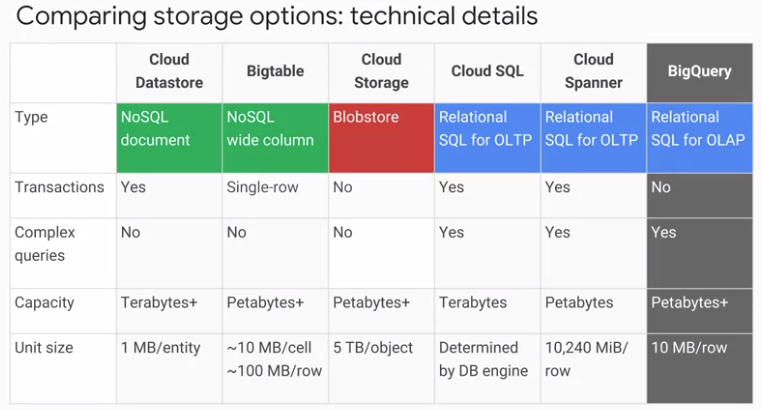 Comparing storage options: technical details
Cloud Datastore
Bigtable
Cloud Storage
Cloud SQL
Cloud Spanner
BigQuery
Type
NoSQL document
NoSQL wide column
Blobstore
Relational SQL for OLTP
Relational SQL for OLTP
Relational SQL for OLAP
Transactions
Yes
Single-row
No
Yes
Yes
No
Complex queries
No
No
No
Yes
Yes
Yes
Capacity
Terabytes+
Petabytes+
Petabytes+
Terabytes
Petabytes
Petabytes+
Unit size
1 MB/entity
~10 MB/cell
~100 MB/row
5 TB/object
Determined by DB engine
10,240 MiB/row
10 MB/row